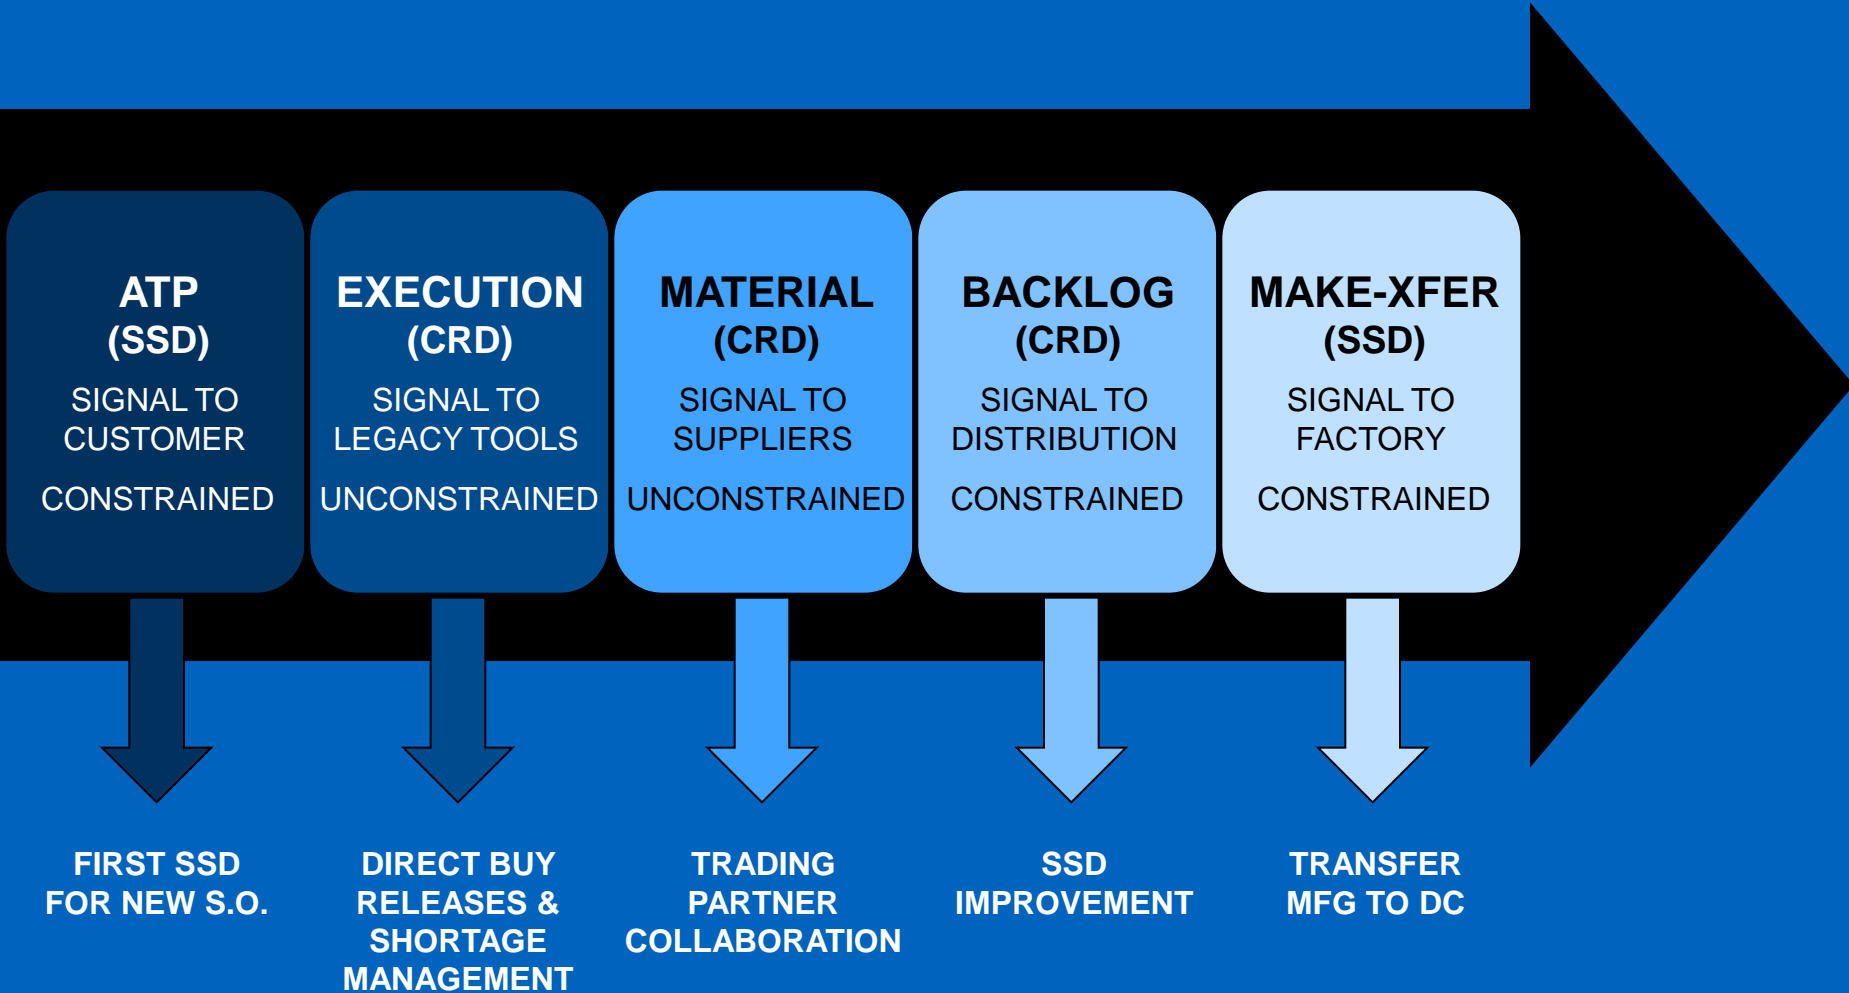 ATP
(SSD)
SIGNAL TO
CUSTOMER
CONSTRAINED
EXECUTION
(CRD)
SIGNAL TO
LEGACY TOOLS
UNCONSTRAINED
MATERIAL
(CRD)
SIGNAL TO
SUPPLIERS
UNCONSTRAINED
BACKLOG
(CRD)
SIGNAL TO
DISTRIBUTION
CONSTRAINED
MAKE-XFER
(SSD)
SIGNAL TO
FACTORY
CONSTRAINED
FIRST SSD
FOR NEW S.O.
DIRECT BUY
RELEASES &
SHORTAGE
MANAGEMENT
TRADING
PARTNER
COLLABORATION
SSD
IMPROVEMENT
TRANSFER
MFG TO DC